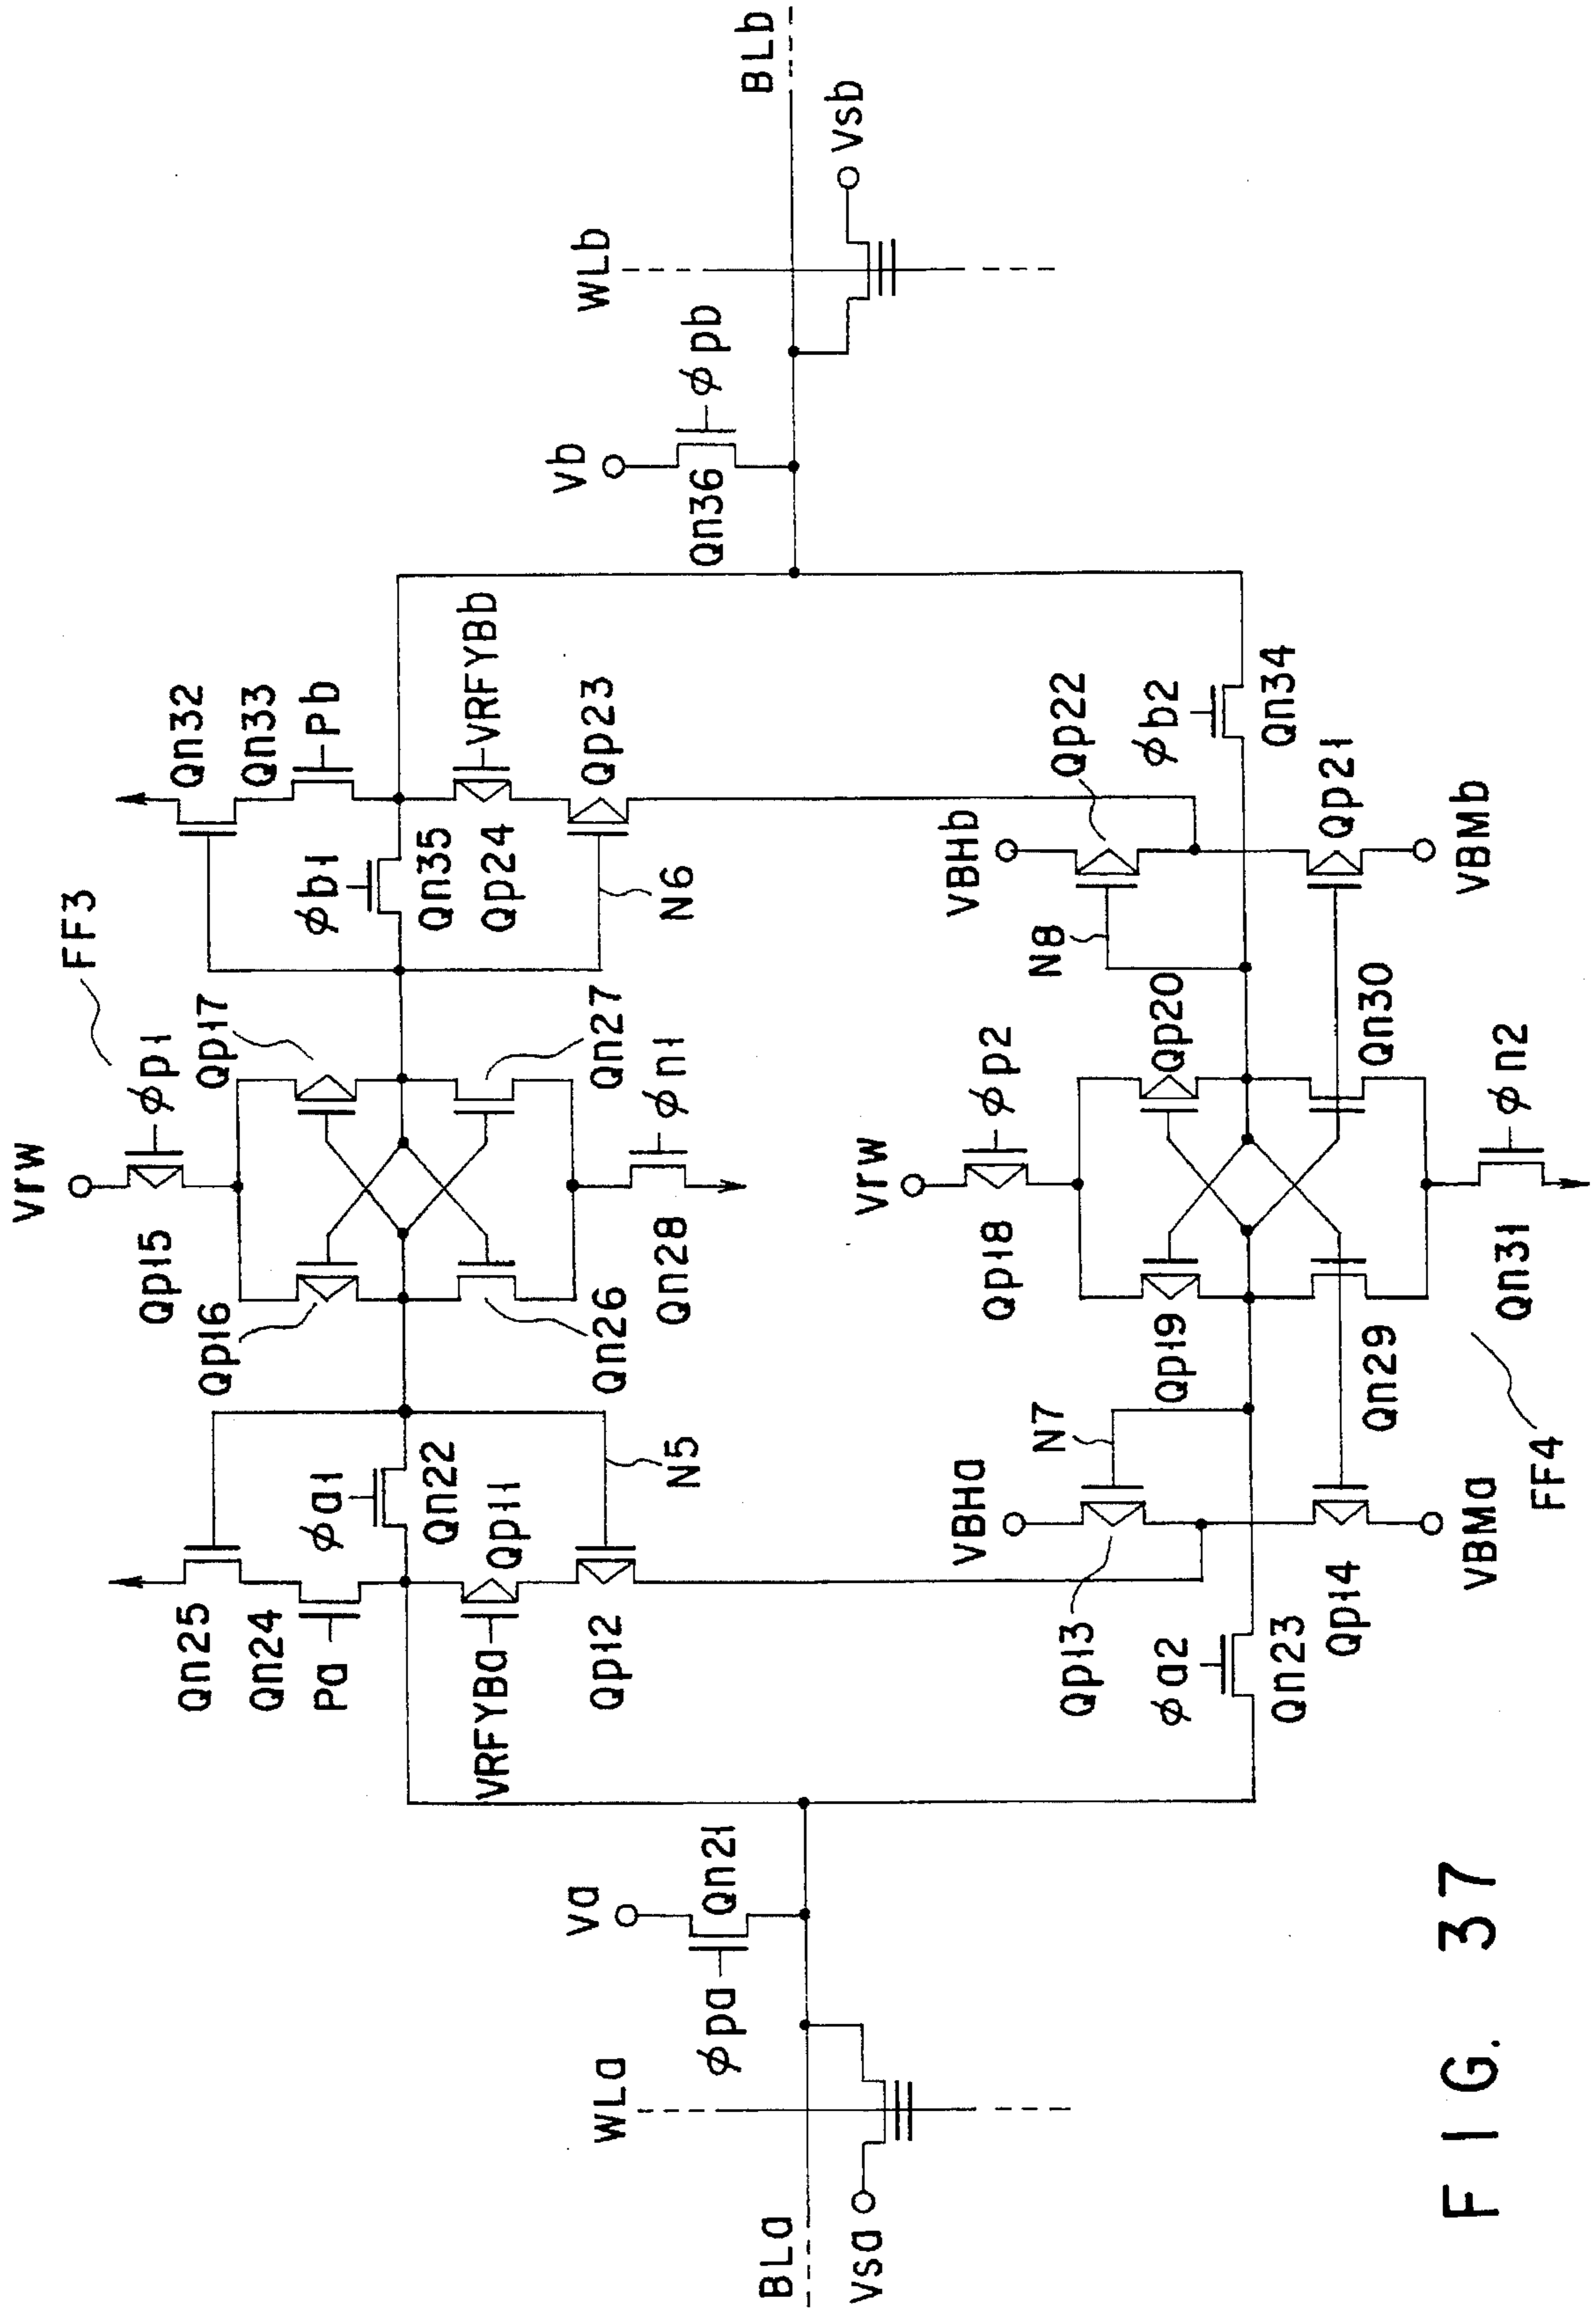 Vrw
FF3
Qp15
φp1
Qp16
Qp17
Qn26
Qn27
Qn28
φn1
Qn25
Qn24
Pa
φa1
Qn22
VRFYBa
Qp11
Qp12
N5
Qn32
Qn33
Pb
φb1
Qn35
VRFYBb
Qp24
Qp23
N6
Va
φpa
Qn21
WLa
BLa
Vsa
Vb
φpb
Qn36
WLb
BLb
Vsb
Vrw
Qp18
φp2
Qp19
Qp20
Qn29
Qn30
Qn31
φn2
FF4
VBHa
N7
Qp13
φa2
Qn23
Qp14
VBMa
VBHb
N8
Qp22
φb2
Qn34
Qp21
VBMb
FIG. 37